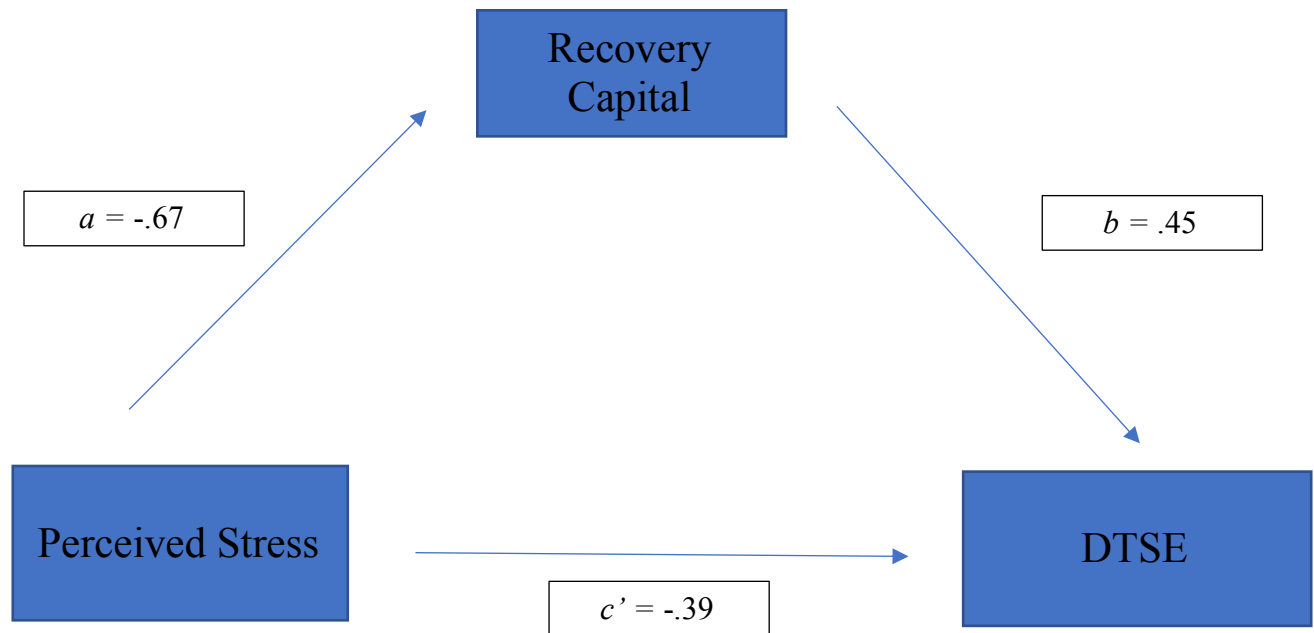 Recovery
Capital
a = -.67
b = .45
Perceived Stress
DTSE
c’ = -.39